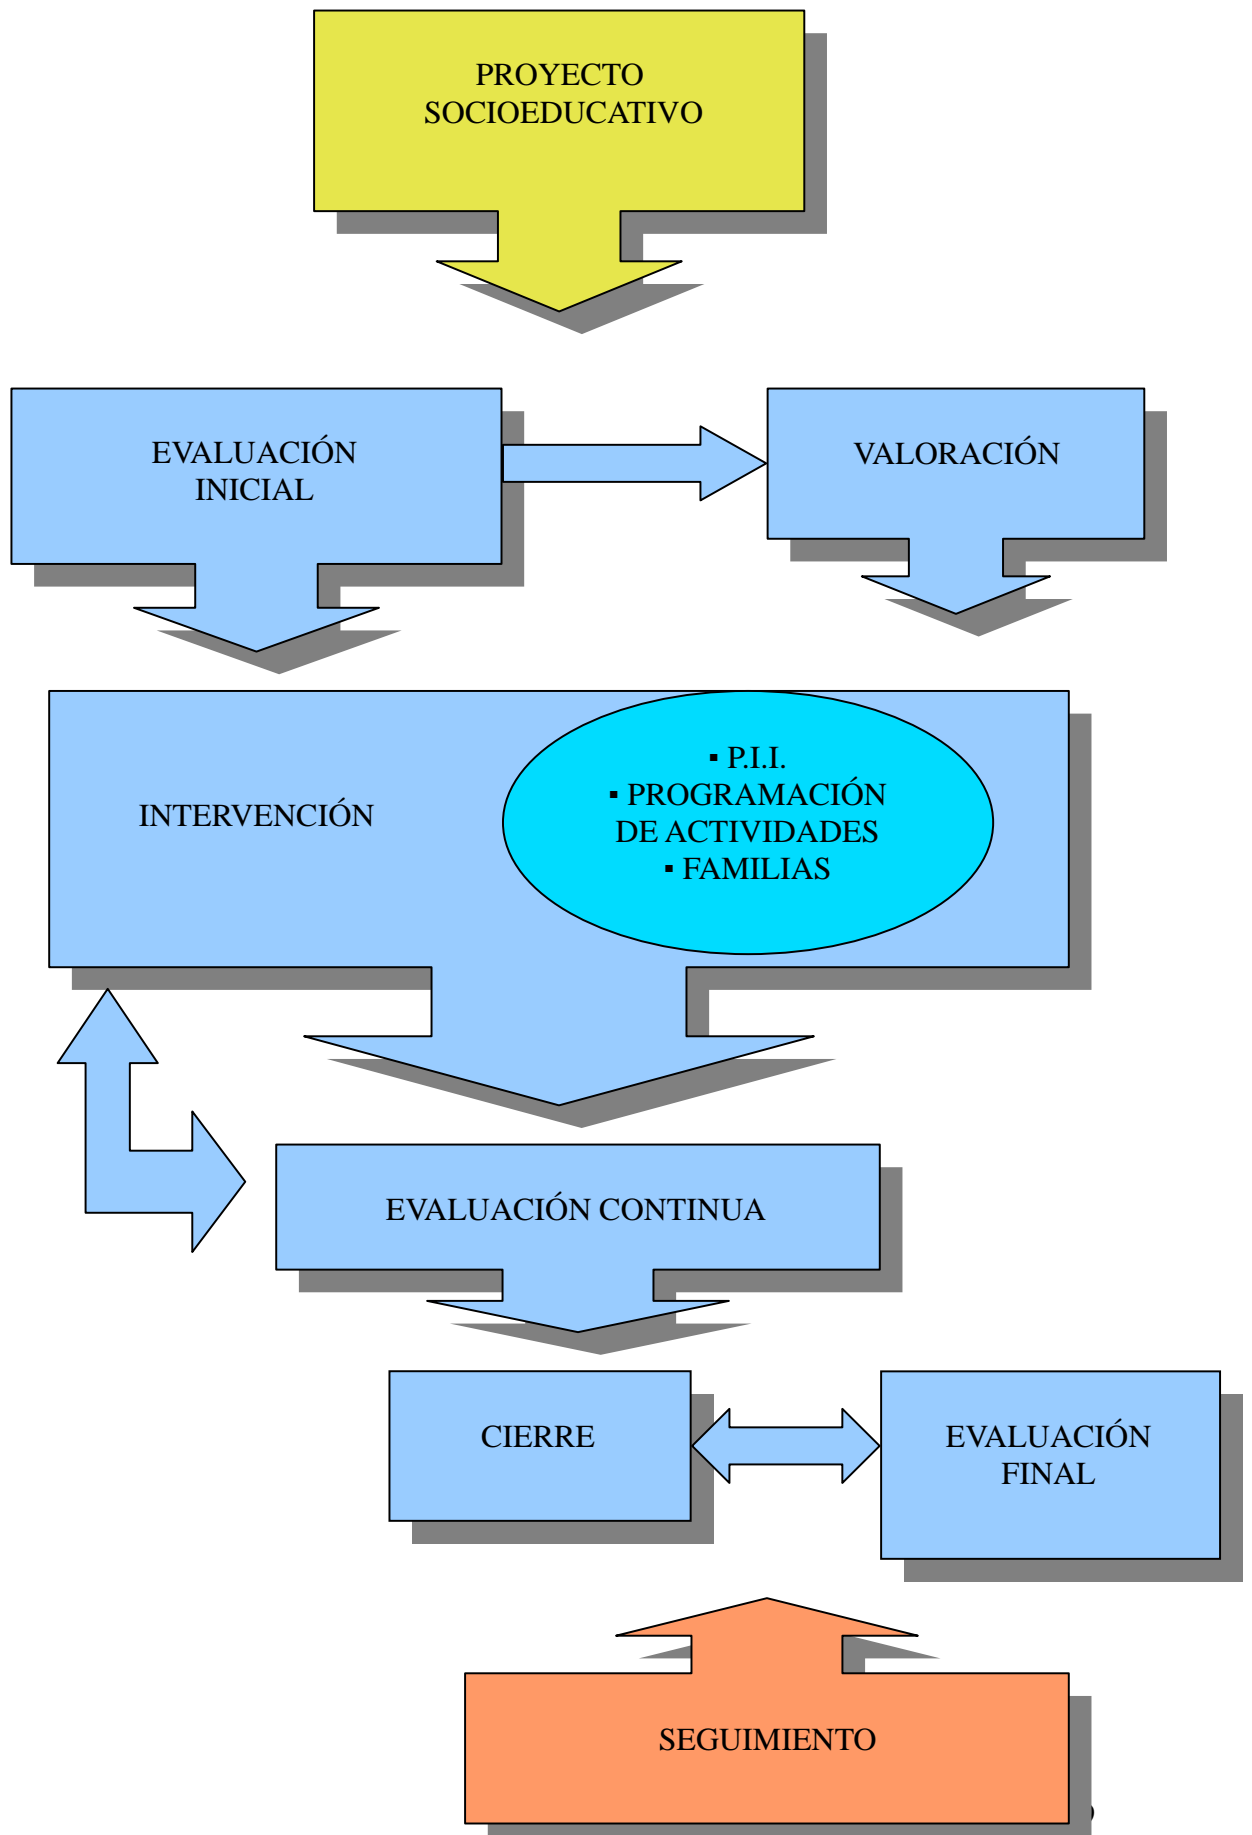 PROYECTO
SOCIOEDUCATIVO
EVALUACIÓN
INICIAL
VALORACIÓN
INTERVENCIÓN
▪ P.I.I.
▪ PROGRAMACIÓN
DE ACTIVIDADES
▪ FAMILIAS
EVALUACIÓN CONTINUA
CIERRE
EVALUACIÓN
FINAL
SEGUIMIENTO